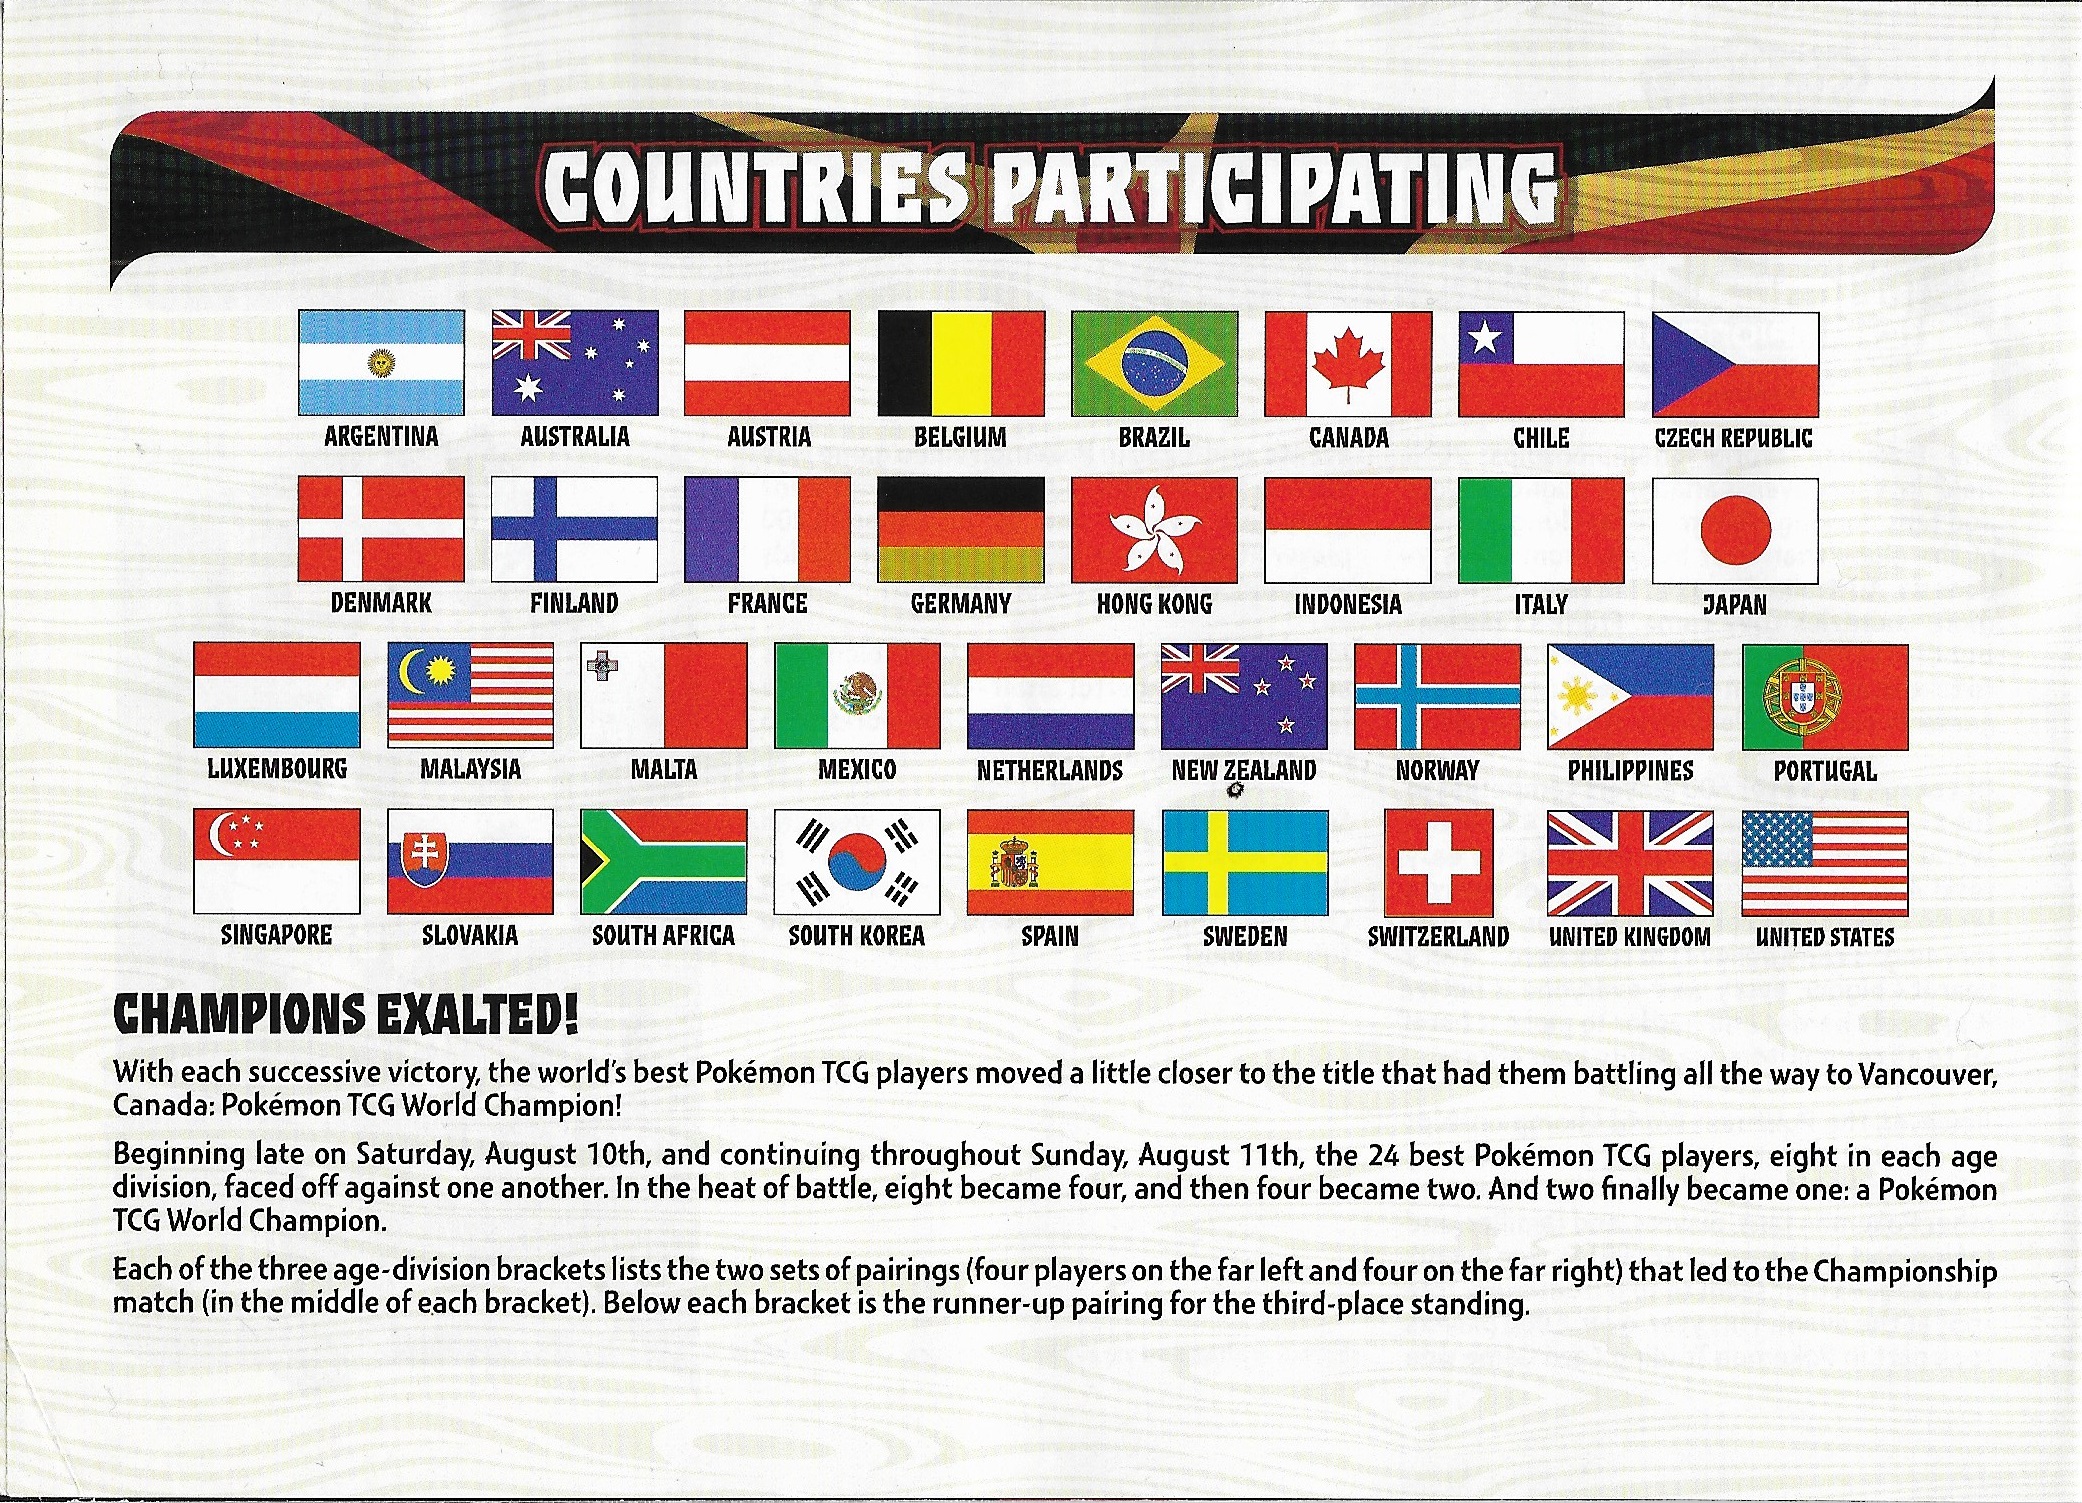 COUNTRIES PARTICIPATING
ARGENTINA AUSTRALIA AUSTRIA BELGIUM BRAZIL CANADA CHILE CZECH REPUBLIC
DENMARK FINLAND FRANCE GERMANY HONG KONG INDONESIA ITALY JAPAN
LUXEMBOURG MALAYSIA MALTA MEXICO NETHERLANDS NEW ZEALAND NORWAY PHILIPPINES PORTUGAL
SINGAPORE SLOVAKIA SOUTH AFRICA SOUTH KOREA SPAIN SWEDEN SWITZERLAND UNITED KINGDOM UNITED STATES
CHAMPIONS EXALTED!
With each successive victory, the world's best Pokémon TCG players moved a little closer to the title that had them battling all the way to Vancouver,
Canada: Pokémon TCG World Champion!
Beginning late on Saturday, August 10th, and continuing throughout Sunday, August 11th, the 24 best Pokémon TCG players, eight in each age
division, faced off against one another. In the heat of battle, eight became four, and then four became two. And two finally became one: a Pokémon
TCG World Champion.
Each of the three age-division brackets lists the two sets of pairings (four players on the far left and four on the far right) that led to the Championship
match (in the middle of each bracket). Below each bracket is the runner-up pairing for the third-place standing.